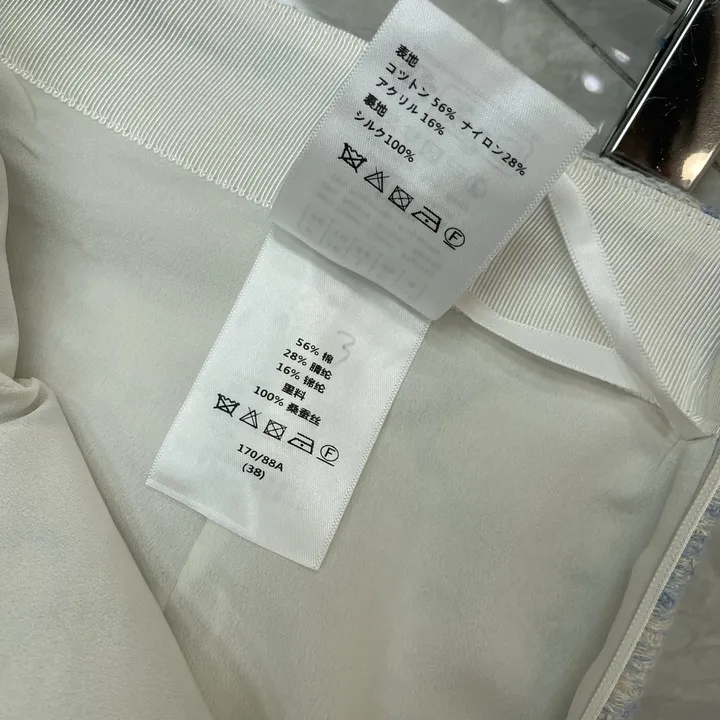 表地
コットン 56% ナイロン28%
アクリル 16%
裏地
シルク100%
F
3
56% 棉
28% 腈纶
16% 锦纶
里料
100% 桑蚕丝
F
170/88A
(38)